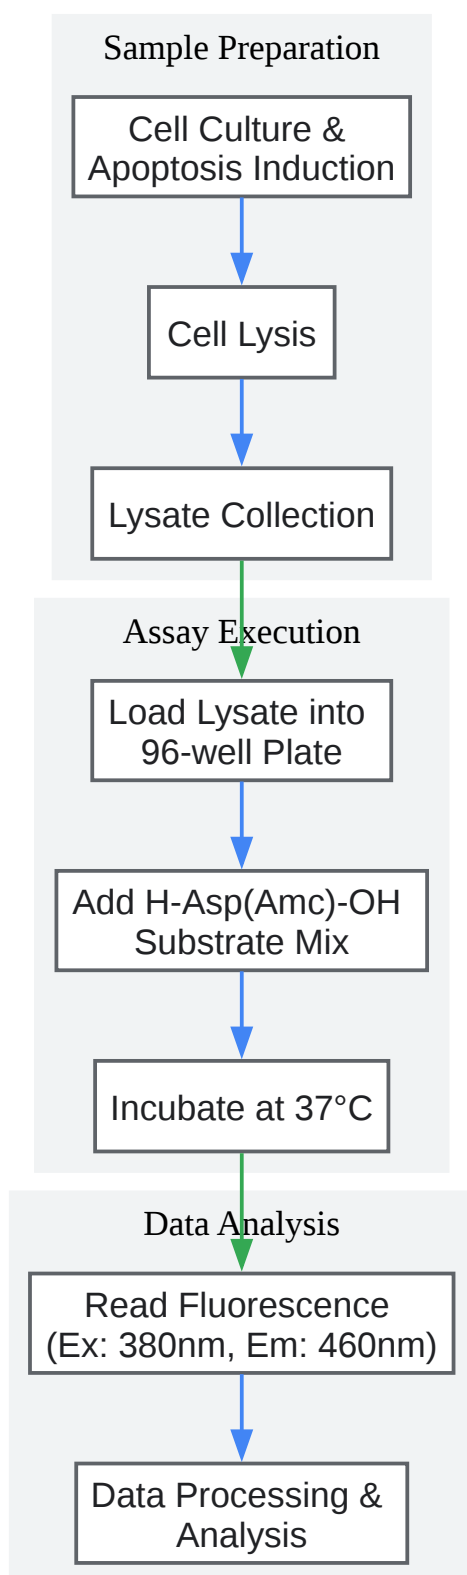 Sample Preparation
Cell Culture &
Apoptosis Induction
Cell Lysis
Lysate Collection
Assay Execution
Load Lysate into
96-well Plate
Add H-Asp(Amc)-OH
Substrate Mix
Incubate at 37°C
Data Analysis
Read Fluorescence
(Ex: 380nm, Em: 460nm)
Data Processing &
Analysis